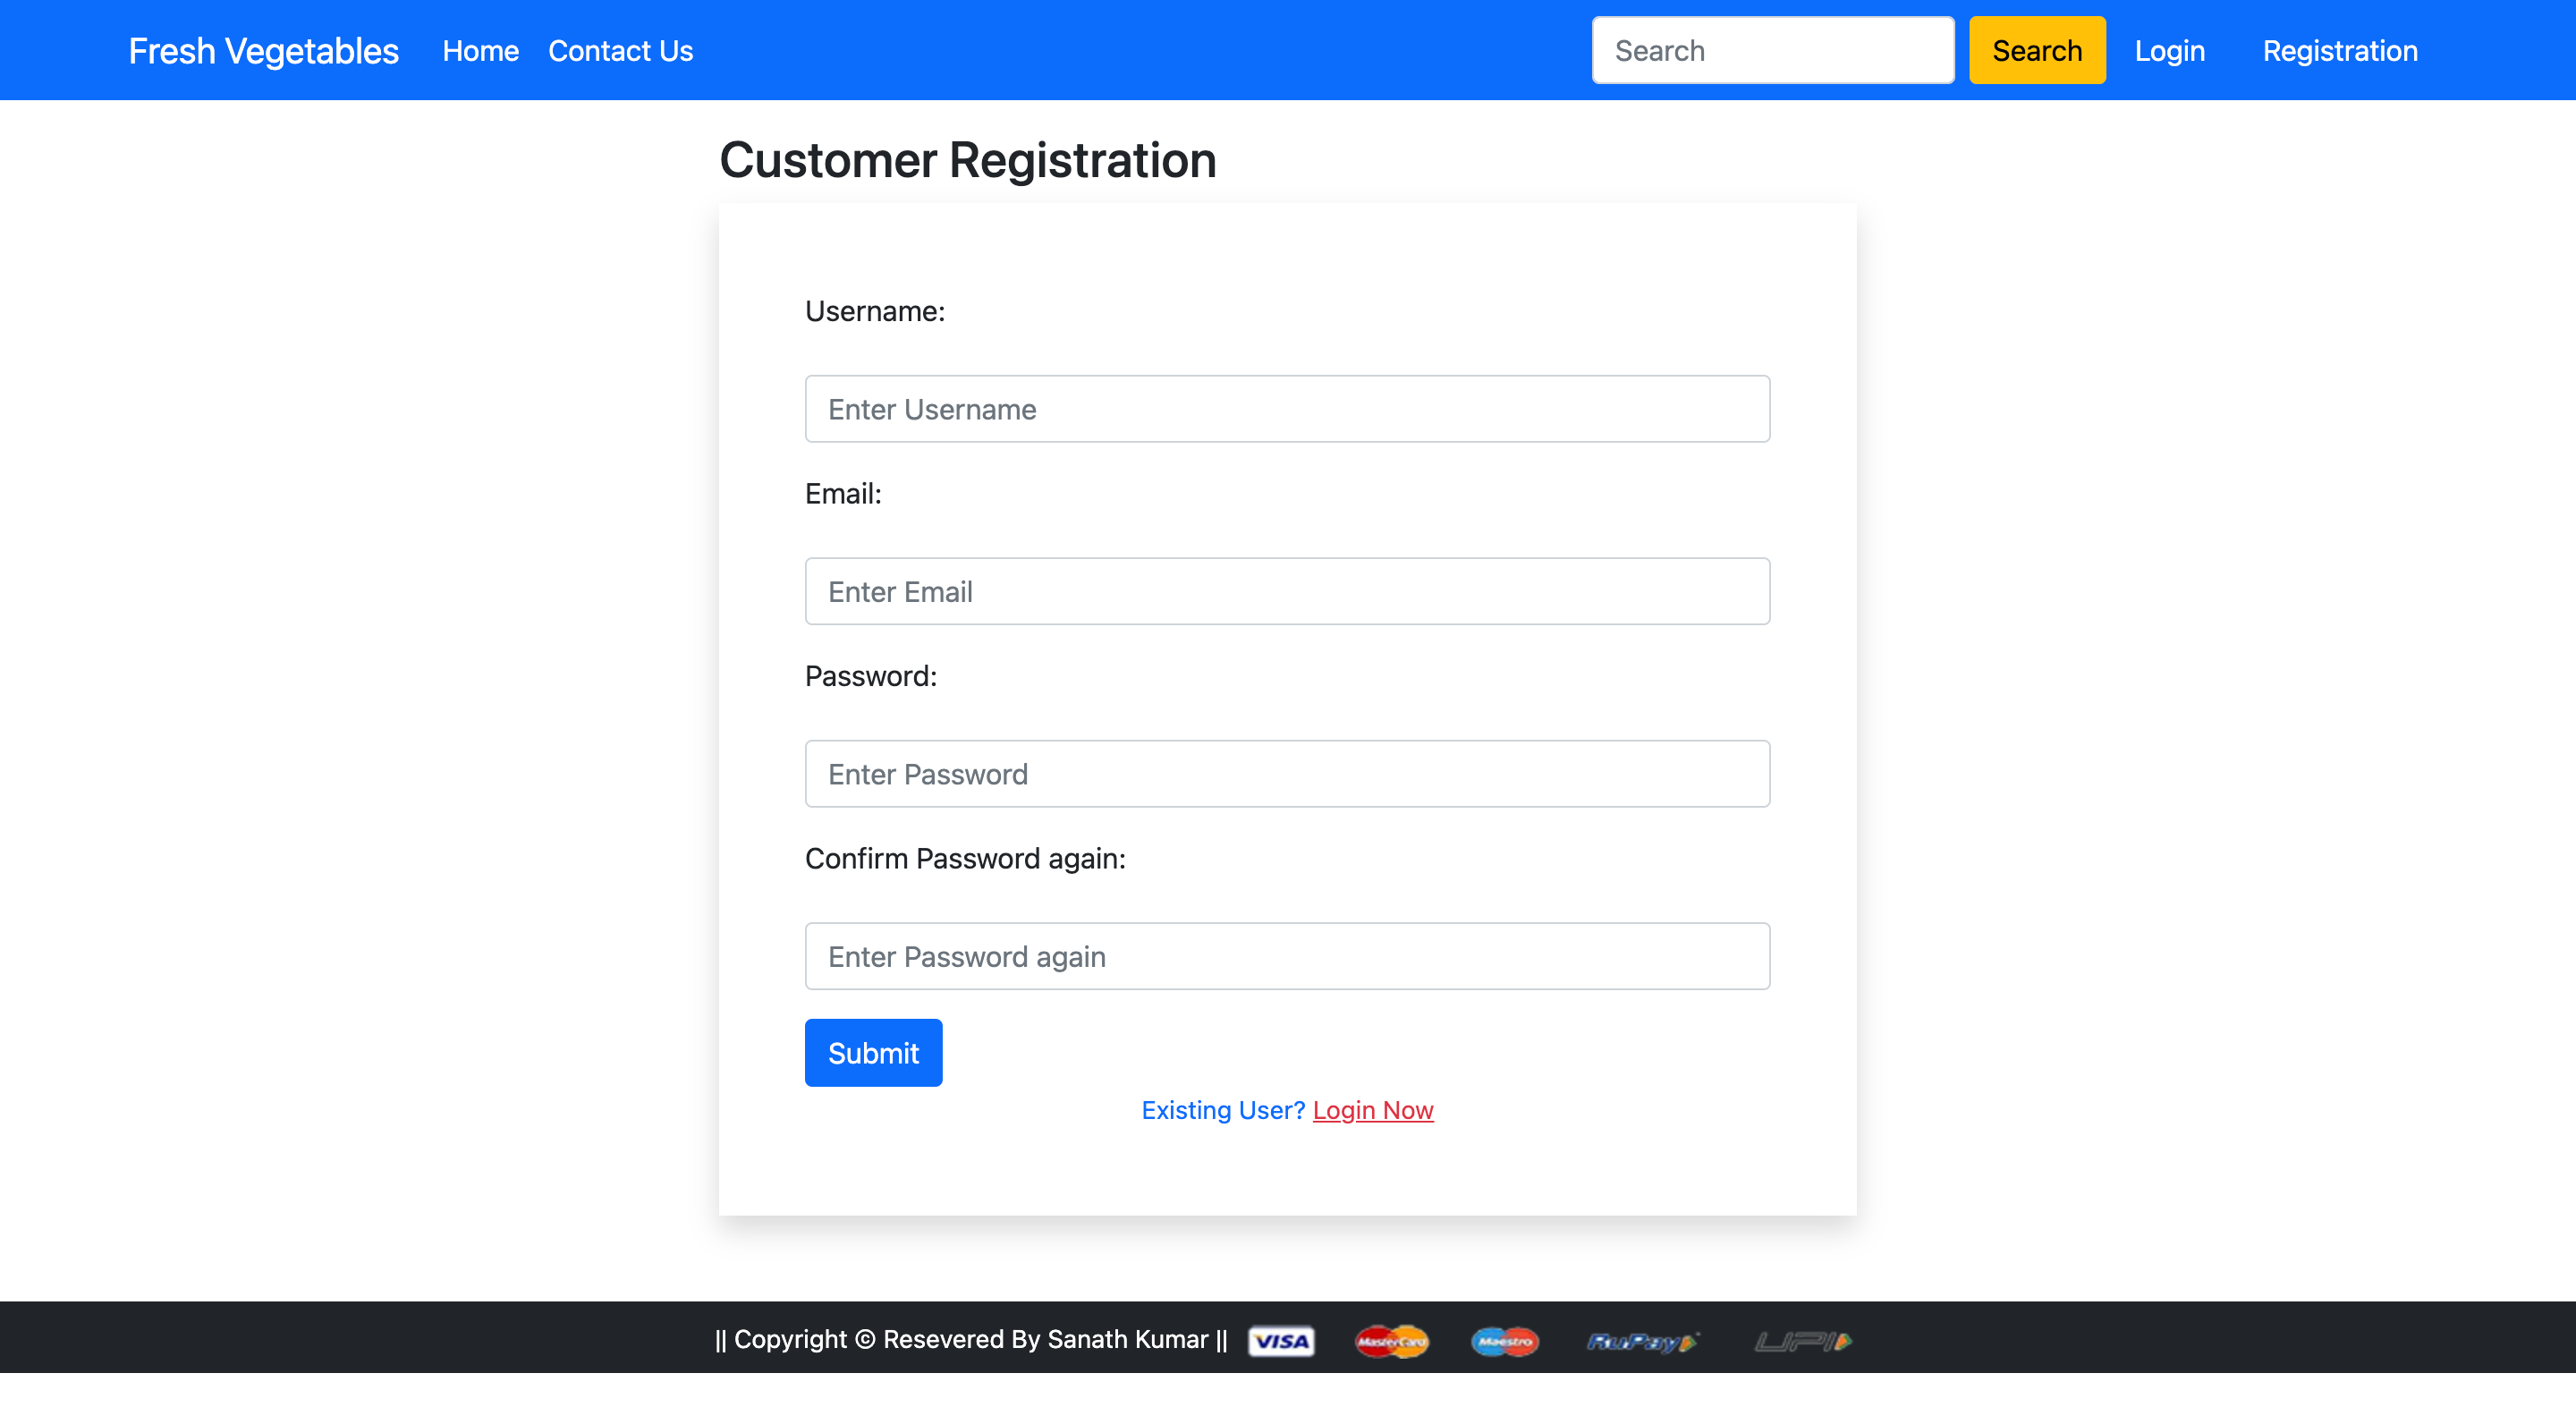 Fresh Vegetables Home Contact Us Search Search Login Registration
Customer Registration
Username:
Enter Username
Email:
Enter Email
Password:
Enter Password
Confirm Password again:
Enter Password again
Submit
Existing User? Login Now
|| Copyright © Resevered By Sanath Kumar || VISA MasterCard Maestro RuPay UPI